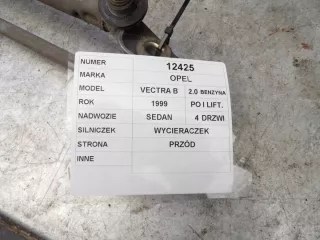 NUMER 12425
MARKA OPEL
MODEL VECTRA B 2.0 BENZYNA
ROK 1999 PO I LIFT.
NADWOZIE SEDAN 4 DRZWI
SILNICZEK WYCIERACZEK
STRONA PRZÓD
INNE